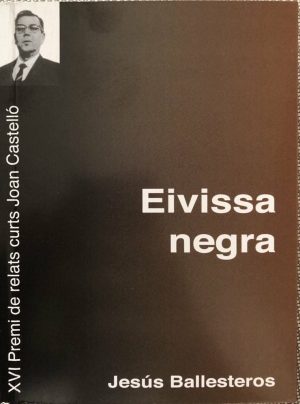 XVI Premi de relats curts Joan Castelló
Eivissa
negra
Jesús Ballesteros